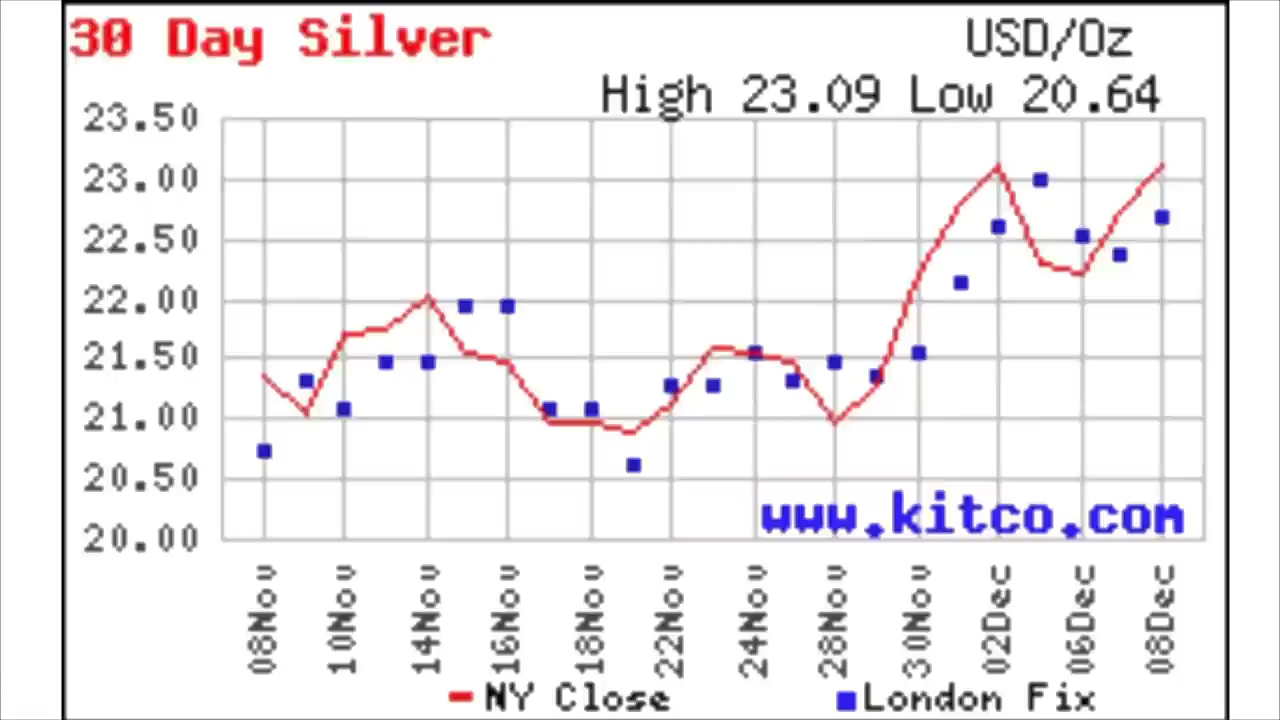 30 Day Silver USD/Oz
High 23.09 Low 20.64
23.50
23.00
22.50
22.00
21.50
21.00
20.50
www.kitco.com
20.00
08Nov 10Nov 14Nov 16Nov 18Nov 22Nov 24Nov 28Nov 30Nov 02Dec 06Dec 08Dec
NY Close London Fix